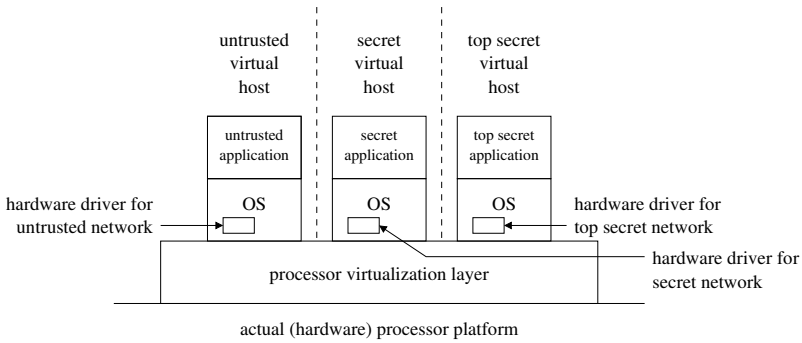 untrusted
virtual
host
secret
virtual
host
top secret
virtual
host
untrusted
application
secret
application
top secret
application
OS
OS
OS
hardware driver for
untrusted network
hardware driver for
top secret network
hardware driver for
secret network
processor virtualization layer
actual (hardware) processor platform